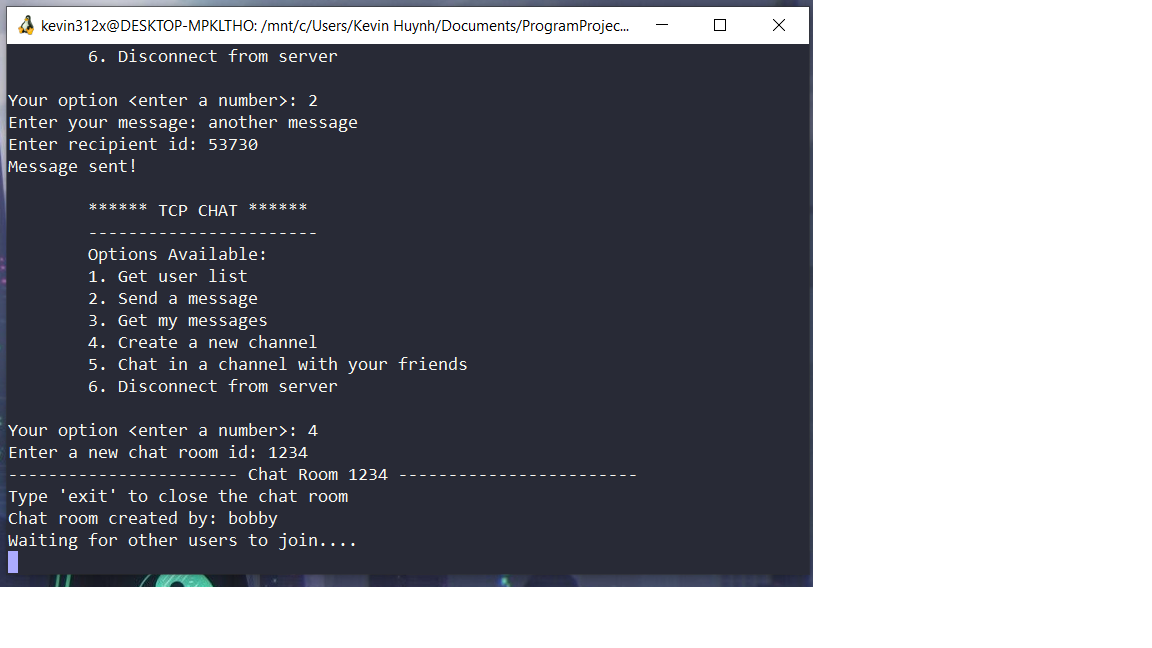 kevin312x@DESKTOP-MPKLTHO: /mnt/c/Users/Kevin Huynh/Documents/ProgramProjec...
6. Disconnect from server
Your option <enter a number>: 2
Enter your message: another message
Enter recipient id: 53730
Message sent!
****** TCP CHAT ******
-----------------------
Options Available:
1. Get user list
2. Send a message
3. Get my messages
4. Create a new channel
5. Chat in a channel with your friends
6. Disconnect from server
Your option <enter a number>: 4
Enter a new chat room id: 1234
----------------------- Chat Room 1234 ------------------------
Type 'exit' to close the chat room
Chat room created by: bobby
Waiting for other users to join....